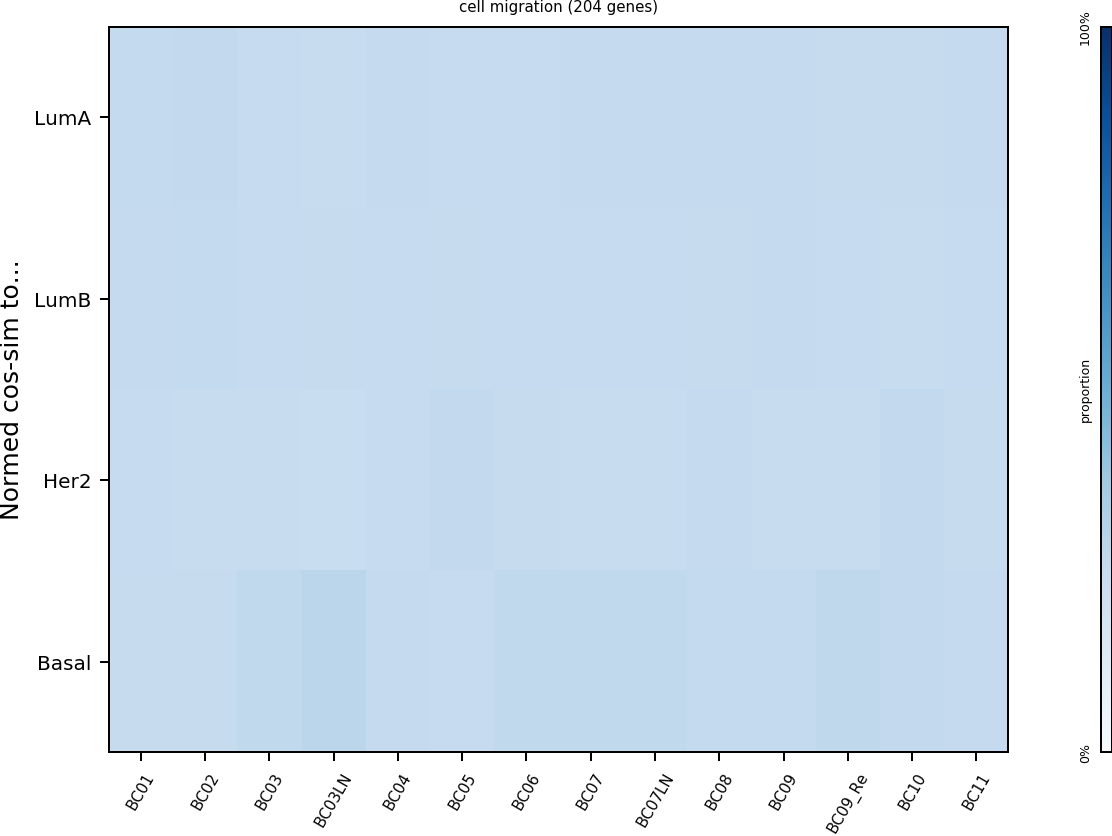 cell migration (204 genes)
Normed cos-sim to...
LumA
LumB
Her2
Basal
BC01
BC02
BC03
BC03LN
BC04
BC05
BC06
BC07
BC07LN
BC08
BC09
BC09_Re
BC10
BC11
100%
proportion
0%